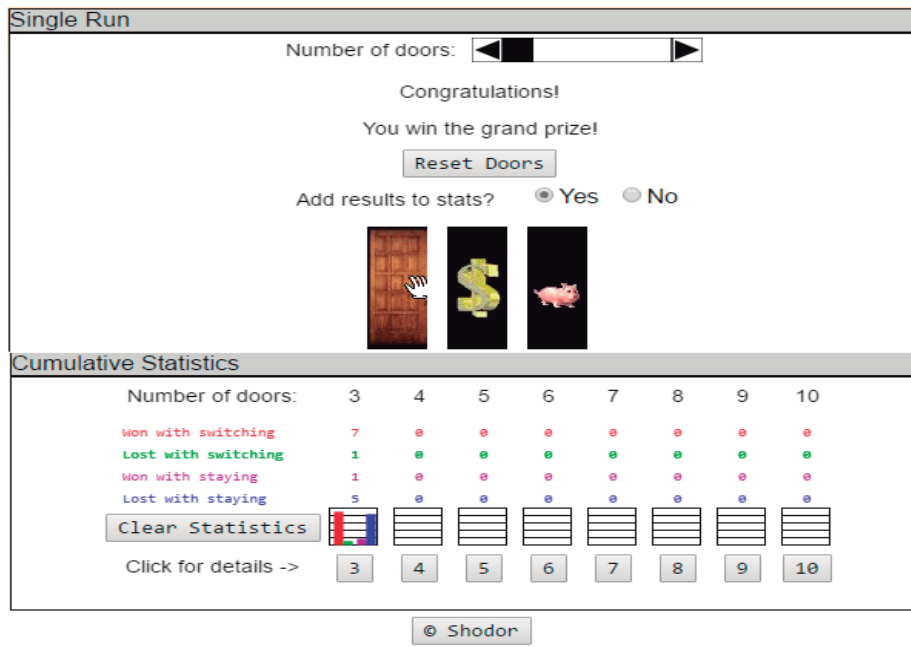 Single Run
Number of doors:
Congratulations!
You win the grand prize!
Reset Doors
Add results to stats? Yes No
Cumulative Statistics
Number of doors: 3 4 5 6 7 8 9 10
Won with switching 7 0 0 0 0 0 0 0
Lost with switching 1 0 0 0 0 0 0 0
Won with staying 1 0 0 0 0 0 0 0
Lost with staying 5 0 0 0 0 0 0 0
Clear Statistics
Click for details -> 3 4 5 6 7 8 9 10
© Shodor